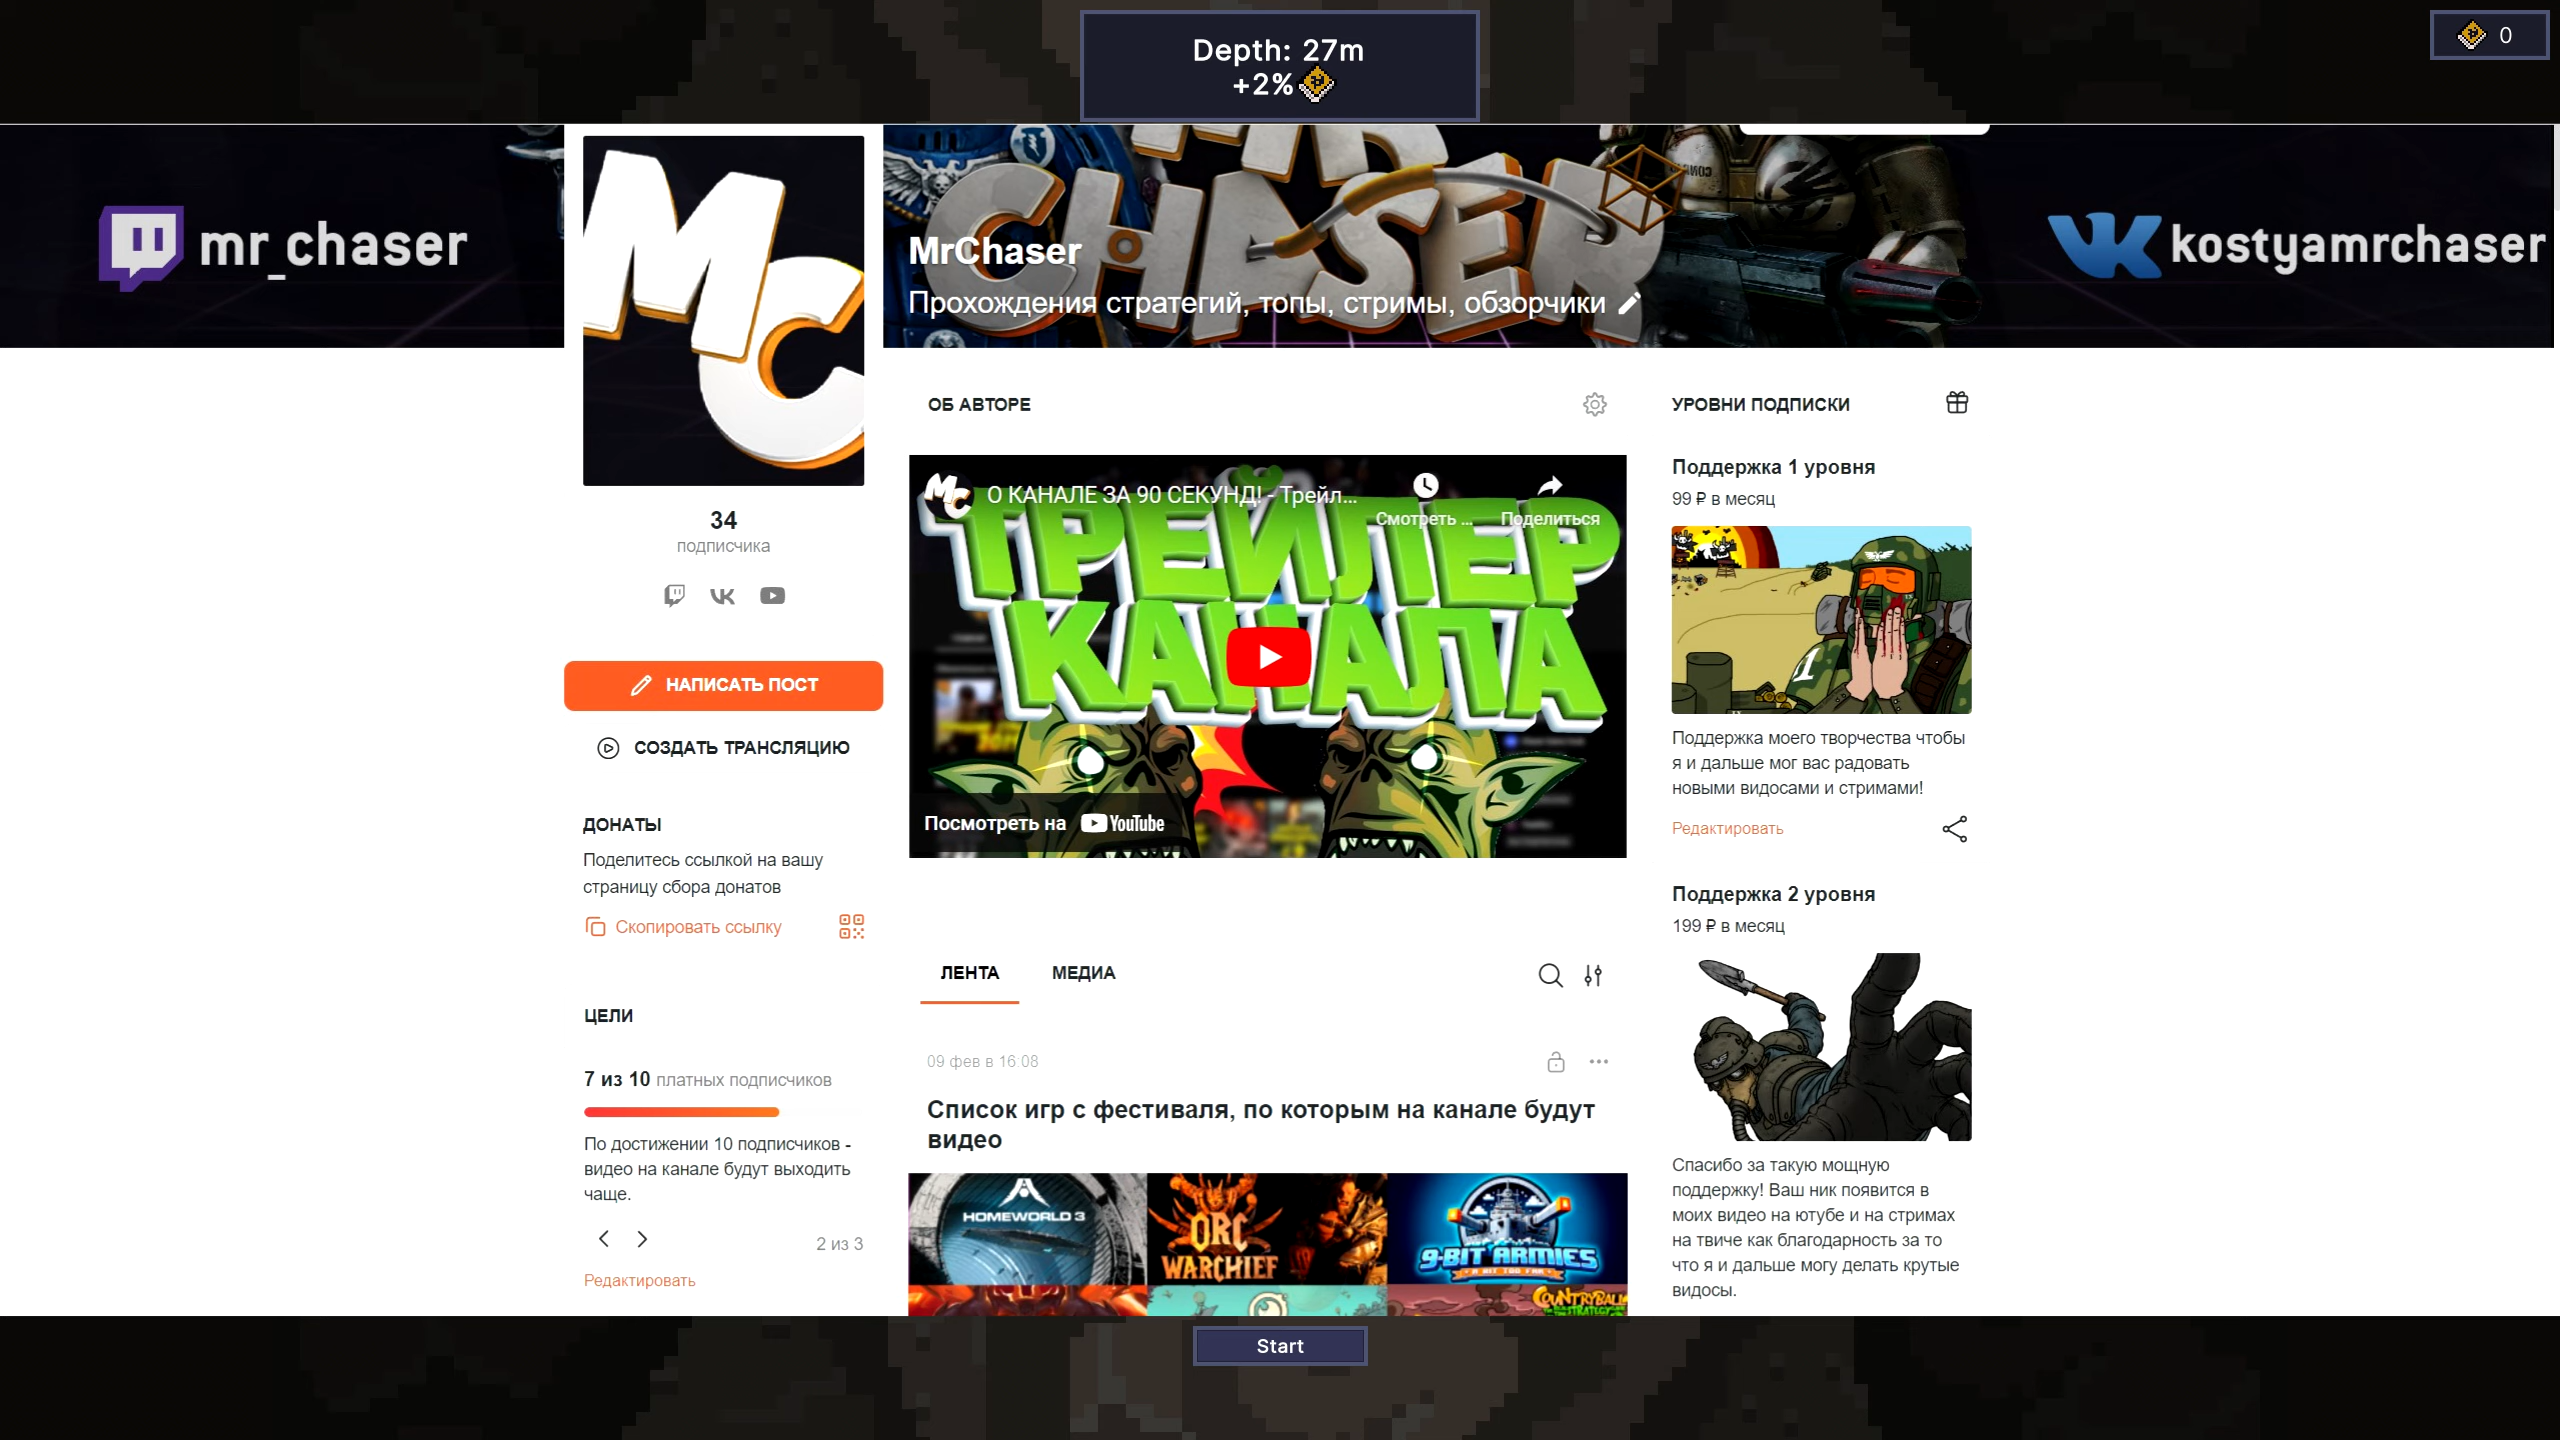 Depth: 27m
+2%
0
mr_chaser
CHASER
MrChaser
Прохождения стратегий, топы, стримы, обзорчики
kostyamrchaser
MC
34
подписчика
НАПИСАТЬ ПОСТ
СОЗДАТЬ ТРАНСЛЯЦИЮ
ДОНАТЫ
Поделитесь ссылкой на вашу
страницу сбора донатов
Скопировать ссылку
ЦЕЛИ
7 из 10 платных подписчиков
По достижении 10 подписчиков -
видео на канале будут выходить
чаще.
2 из 3
Редактировать
ОБ АВТОРЕ
MC
О КАНАЛЕ ЗА 90 СЕКУНД! - Трейл...
Смотреть ...
Поделиться
ТРЕЙЛЕР
КАНАЛА
Посмотреть на YouTube
ЛЕНТА
МЕДИА
09 фев в 16:08
Список игр с фестиваля, по которым на канале будут
видео
HOMEWORLD 3
ORC
WARCHIEF
9-BIT ARMIES
A BIT TOO FAR
COUNTRYBALL
УРОВНИ ПОДПИСКИ
Поддержка 1 уровня
99 ₽ в месяц
Поддержка моего творчества чтобы
я и дальше мог вас радовать
новыми видосами и стримами!
Редактировать
Поддержка 2 уровня
199 ₽ в месяц
Спасибо за такую мощную
поддержку! Ваш ник появится в
моих видео на ютубе и на стримах
на твиче как благодарность за то
что я и дальше могу делать крутые
видосы.
Start